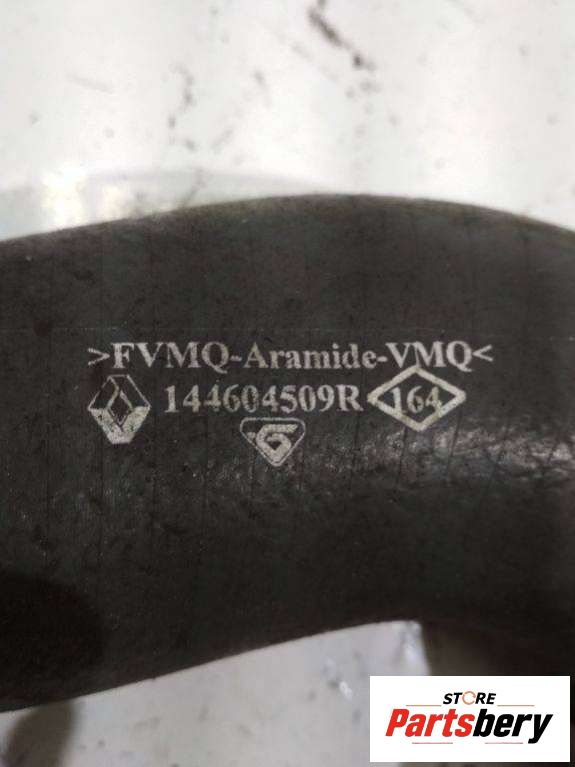 >FVMQ-Aramide-VMQ<
144604509R 164
G
STORE
Partsbery